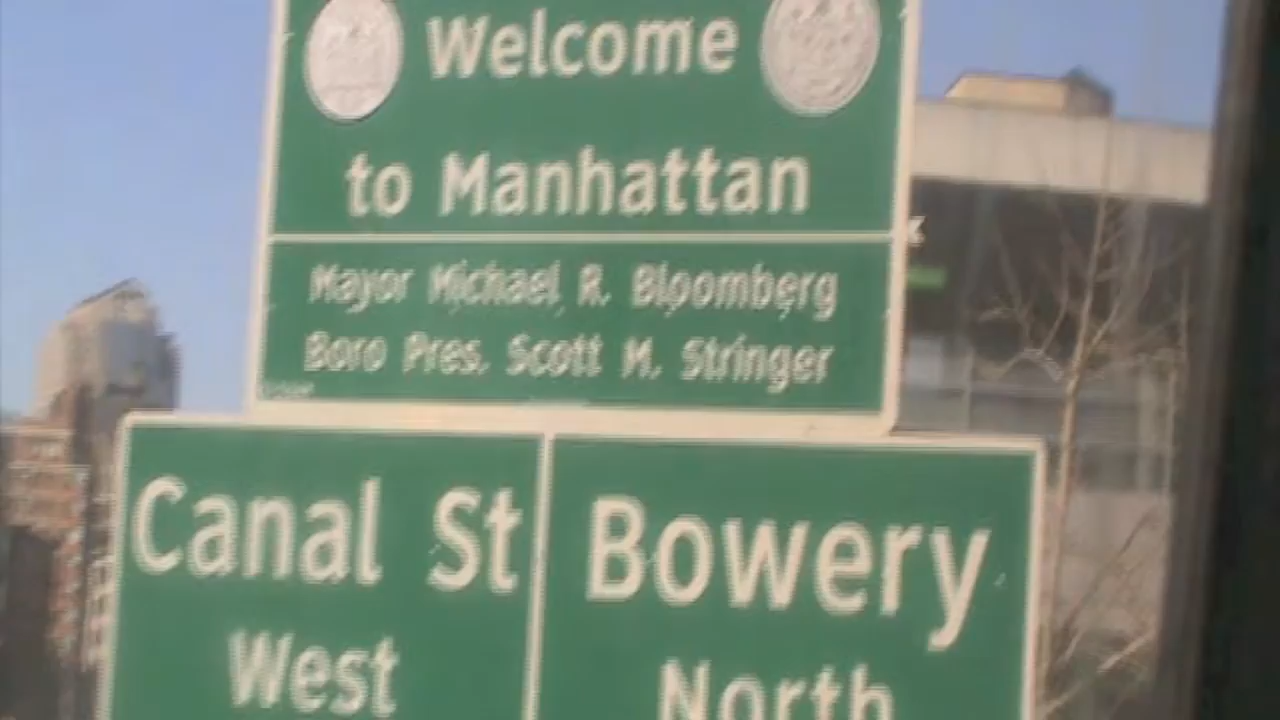 Welcome
to Manhattan
Mayor Michael R. Bloomberg
Boro Pres. Scott M. Stringer
Canal St
West
Bowery
North